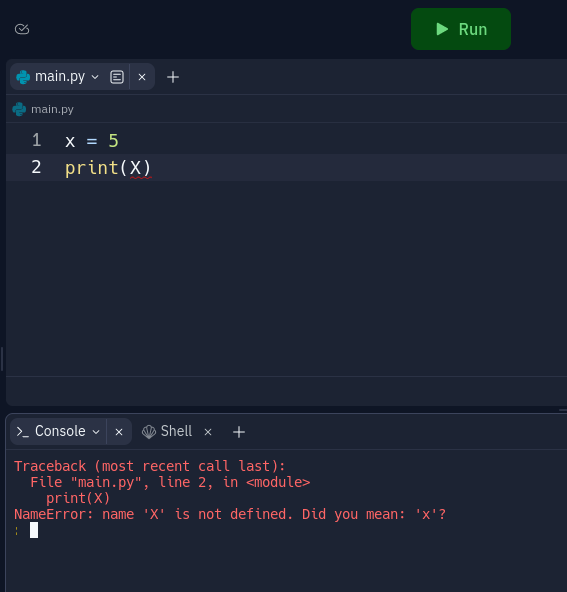 Run
main.py
main.py
1 x = 5
2 print(X)
Console Shell
Traceback (most recent call last):
  File "main.py", line 2, in <module>
    print(X)
NameError: name 'X' is not defined. Did you mean: 'x'?